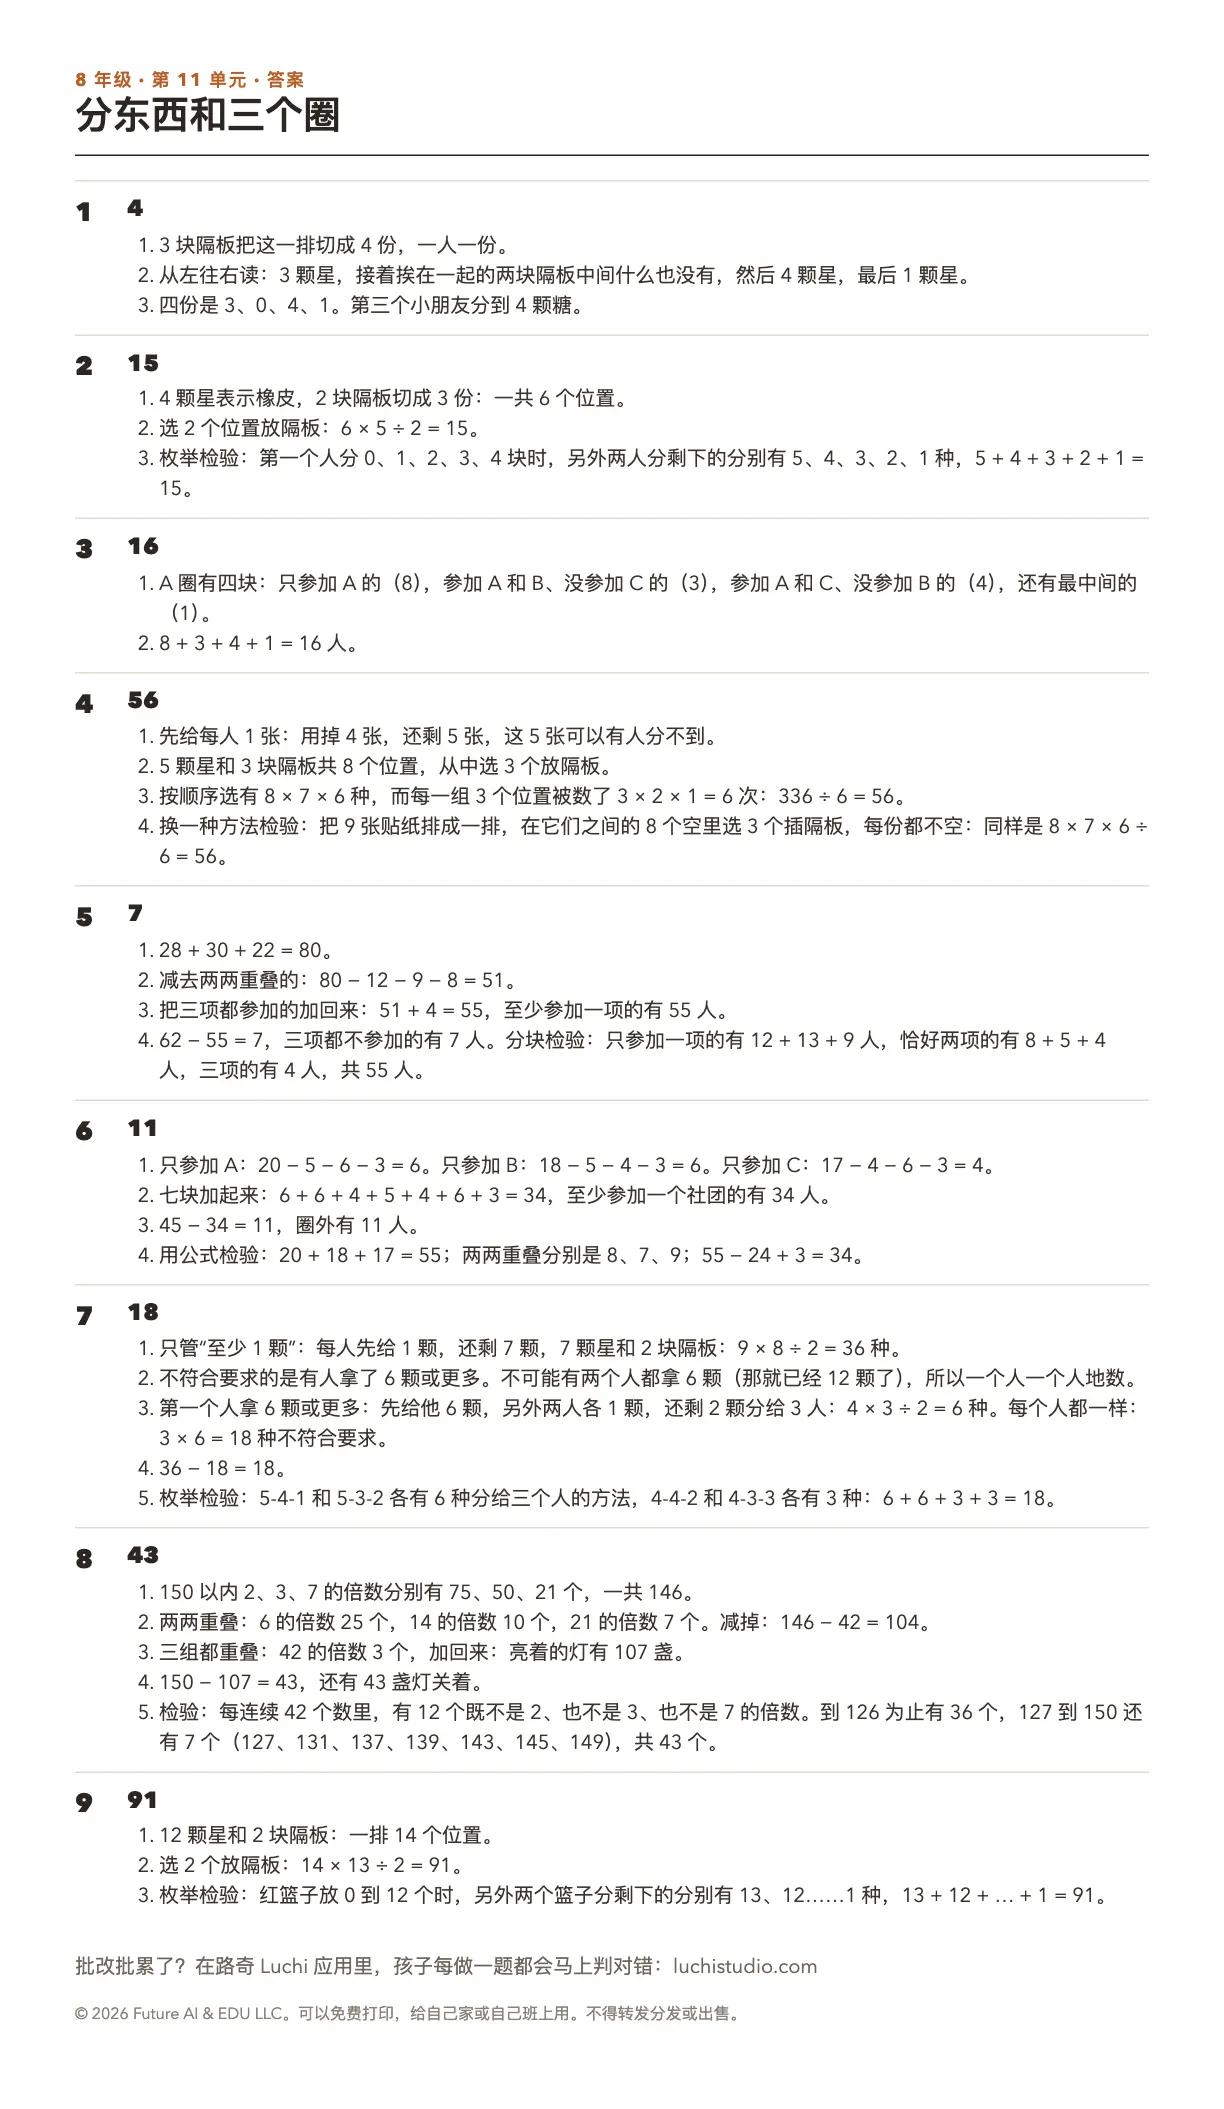 8 年级 · 第 11 单元 · 答案
分东西和三个圈
1 4
1. 3 块隔板把这一排切成 4 份，一人一份。
2. 从左往右读：3 颗星，接着挨在一起的两块隔板中间什么也没有，然后 4 颗星，最后 1 颗星。
3. 四份是 3、0、4、1。第三个小朋友分到 4 颗糖。
2 15
1. 4 颗星表示橡皮，2 块隔板切成 3 份：一共 6 个位置。
2. 选 2 个位置放隔板：6 × 5 ÷ 2 = 15。
3. 枚举检验：第一个人分 0、1、2、3、4 块时，另外两人分剩下的分别有 5、4、3、2、1 种，5 + 4 + 3 + 2 + 1 =
15。
3 16
1. A 圈有四块：只参加 A 的（8），参加 A 和 B、没参加 C 的（3），参加 A 和 C、没参加 B 的（4），还有最中间的
（1）。
2. 8 + 3 + 4 + 1 = 16 人。
4 56
1. 先给每人 1 张：用掉 4 张，还剩 5 张，这 5 张可以有人分不到。
2. 5 颗星和 3 块隔板共 8 个位置，从中选 3 个放隔板。
3. 按顺序选有 8 × 7 × 6 种，而每一组 3 个位置被数了 3 × 2 × 1 = 6 次：336 ÷ 6 = 56。
4. 换一种方法检验：把 9 张贴纸排成一排，在它们之间的 8 个空里选 3 个插隔板，每份都不空：同样是 8 × 7 × 6 ÷
6 = 56。
5 7
1. 28 + 30 + 22 = 80。
2. 减去两两重叠的：80 − 12 − 9 − 8 = 51。
3. 把三项都参加的加回来：51 + 4 = 55，至少参加一项的有 55 人。
4. 62 − 55 = 7，三项都不参加的有 7 人。分块检验：只参加一项的有 12 + 13 + 9 人，恰好两项的有 8 + 5 + 4
人，三项的有 4 人，共 55 人。
6 11
1. 只参加 A：20 − 5 − 6 − 3 = 6。只参加 B：18 − 5 − 4 − 3 = 6。只参加 C：17 − 4 − 6 − 3 = 4。
2. 七块加起来：6 + 6 + 4 + 5 + 4 + 6 + 3 = 34，至少参加一个社团的有 34 人。
3. 45 − 34 = 11，圈外有 11 人。
4. 用公式检验：20 + 18 + 17 = 55；两两重叠分别是 8、7、9；55 − 24 + 3 = 34。
7 18
1. 只管“至少 1 颗”：每人先给 1 颗，还剩 7 颗，7 颗星和 2 块隔板：9 × 8 ÷ 2 = 36 种。
2. 不符合要求的是有人拿了 6 颗或更多。不可能有两个人都拿 6 颗（那就已经 12 颗了），所以一个人一个人地数。
3. 第一个人拿 6 颗或更多：先给他 6 颗，另外两人各 1 颗，还剩 2 颗分给 3 人：4 × 3 ÷ 2 = 6 种。每个人都一样：
3 × 6 = 18 种不符合要求。
4. 36 − 18 = 18。
5. 枚举检验：5-4-1 和 5-3-2 各有 6 种分给三个人的方法，4-4-2 和 4-3-3 各有 3 种：6 + 6 + 3 + 3 = 18。
8 43
1. 150 以内 2、3、7 的倍数分别有 75、50、21 个，一共 146。
2. 两两重叠：6 的倍数 25 个，14 的倍数 10 个，21 的倍数 7 个。减掉：146 − 42 = 104。
3. 三组都重叠：42 的倍数 3 个，加回来：亮着的灯有 107 盏。
4. 150 − 107 = 43，还有 43 盏灯关着。
5. 检验：每连续 42 个数里，有 12 个既不是 2、也不是 3、也不是 7 的倍数。到 126 为止有 36 个，127 到 150 还
有 7 个（127、131、137、139、143、145、149），共 43 个。
9 91
1. 12 颗星和 2 块隔板：一排 14 个位置。
2. 选 2 个放隔板：14 × 13 ÷ 2 = 91。
3. 枚举检验：红篮子放 0 到 12 个时，另外两个篮子分剩下的分别有 13、12……1 种，13 + 12 + … + 1 = 91。
批改批累了？在路奇 Luchi 应用里，孩子每做一题都会马上判对错：luchistudio.com
© 2026 Future AI & EDU LLC。可以免费打印，给自己家或自己班上用。不得转发分发或出售。